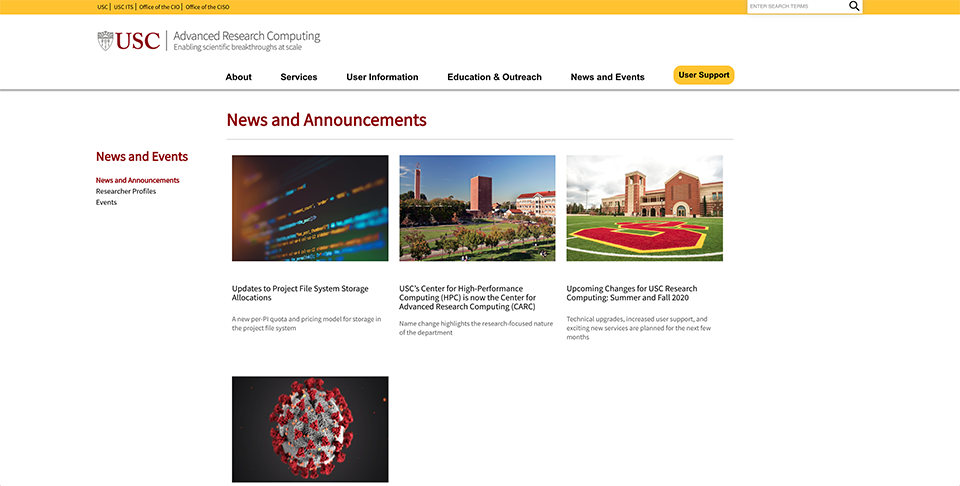 USC | USC ITS | Office of the CIO | Office of the CISO
ENTER SEARCH TERMS
USC | Advanced Research Computing
Enabling scientific breakthroughs at scale
About Services User Information Education & Outreach News and Events User Support
News and Announcements
News and Events
News and Announcements
Researcher Profiles
Events
Updates to Project File System Storage
Allocations
A new per-PI quota and pricing model for storage in
the project file system
USC's Center for High-Performance
Computing (HPC) is now the Center for
Advanced Research Computing (CARC)
Name change highlights the research-focused nature
of the department
Upcoming Changes for USC Research
Computing: Summer and Fall 2020
Technical upgrades, increased user support, and
exciting new services are planned for the next few
months